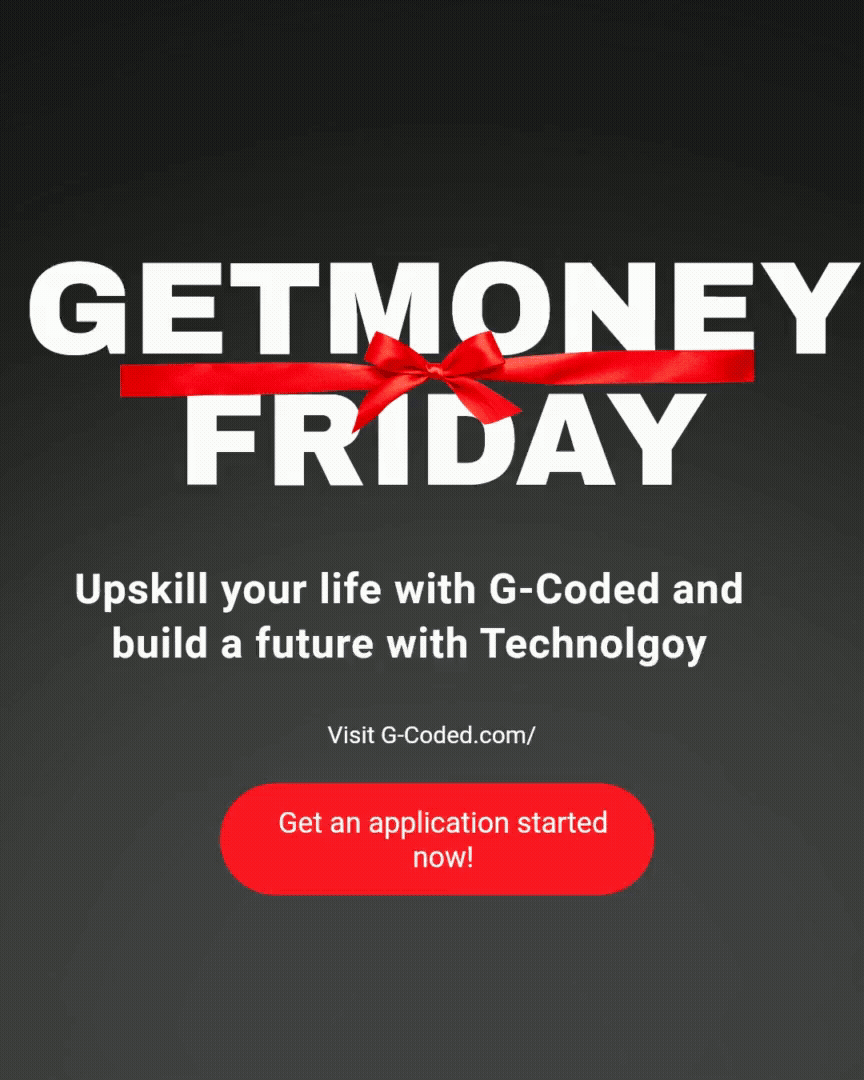 GETMONEY
FRIDAY
Upskill your life with G-Coded and
build a future with Technolgoy
Visit G-Coded.com/
Get an application started
now!